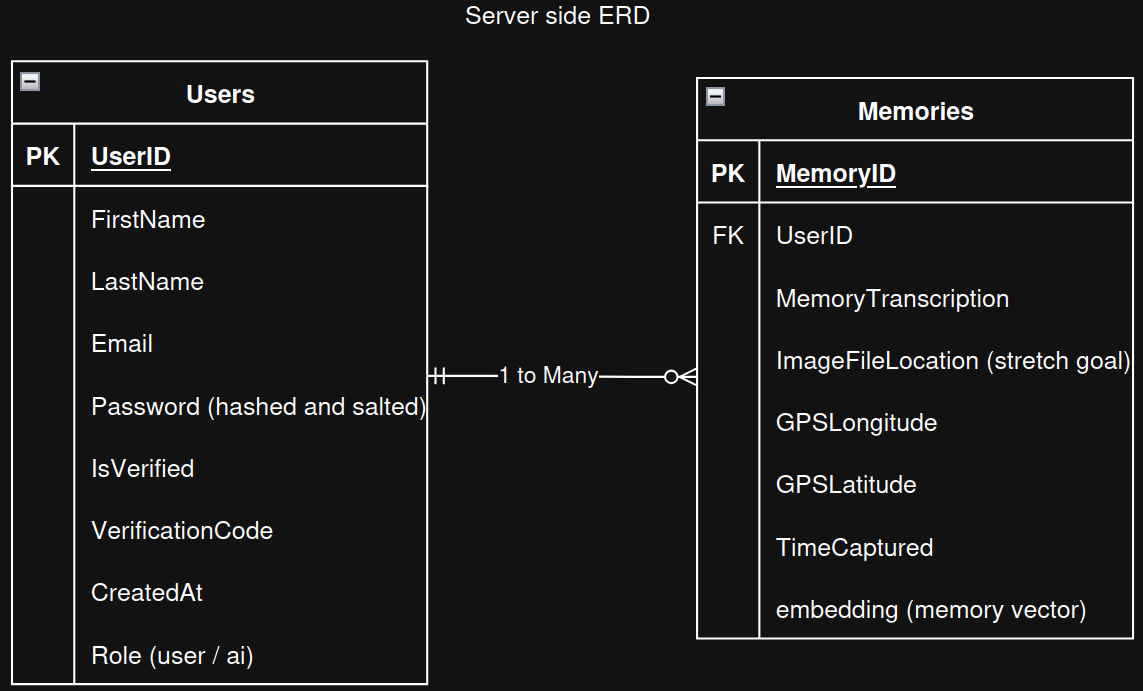 Server side ERD
Users
PK UserID
FirstName
LastName
Email
Password (hashed and salted)
IsVerified
VerificationCode
CreatedAt
Role (user / ai)
1 to Many
Memories
PK MemoryID
FK UserID
MemoryTranscription
ImageFileLocation (stretch goal)
GPSLongitude
GPSLatitude
TimeCaptured
embedding (memory vector)